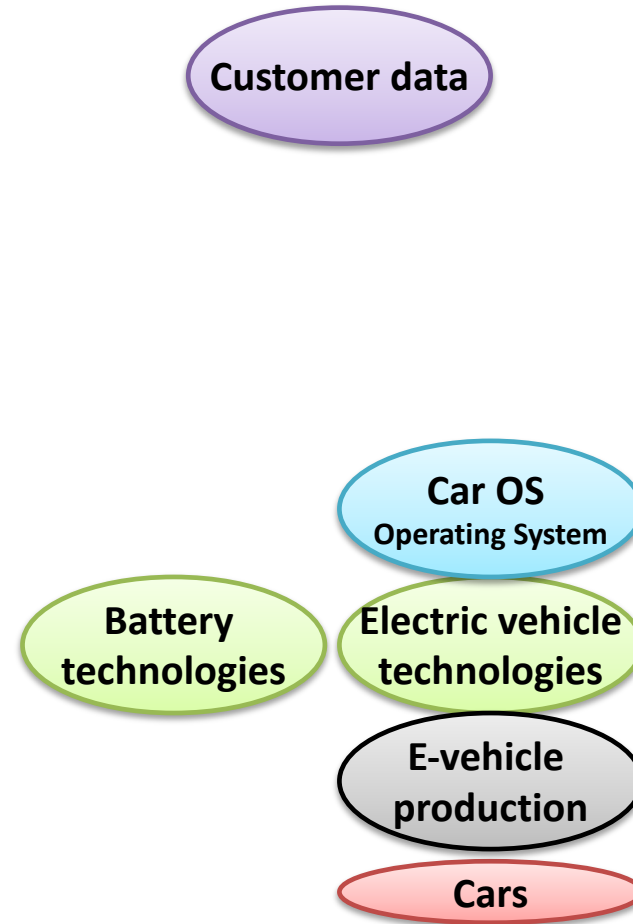 Customer data
Car OS
Operating System
Battery
technologies
Electric vehicle
technologies
E-vehicle
production
Cars